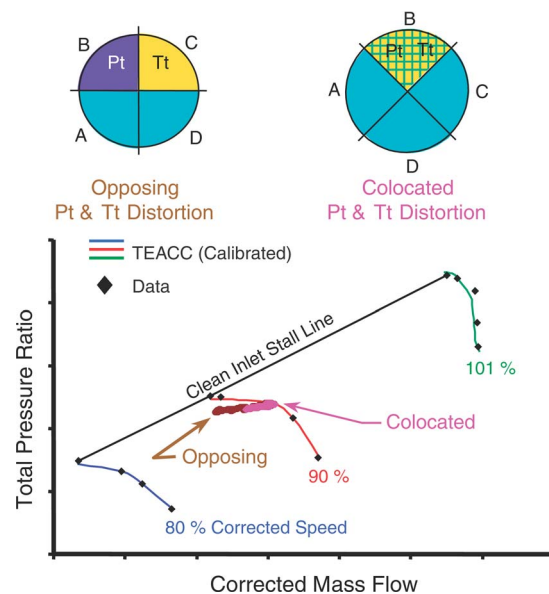 B
C
Pt
Tt
A
D
B
Pt
Tt
A
C
D
Opposing
Pt & Tt Distortion
Colocated
Pt & Tt Distortion
TEACC (Calibrated)
Data
Clean Inlet Stall Line
101 %
Colocated
Opposing
90 %
80 % Corrected Speed
Total Pressure Ratio
Corrected Mass Flow